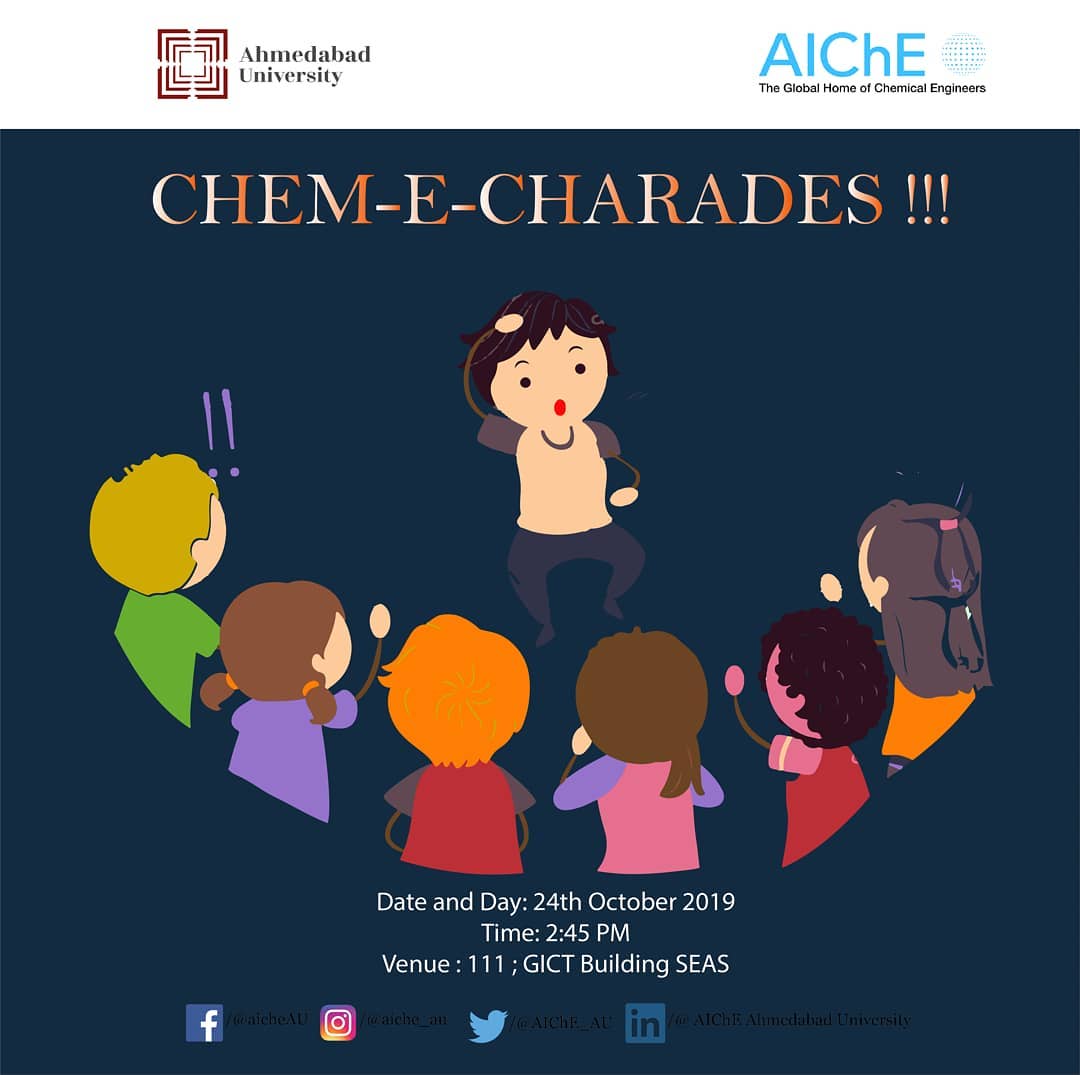 Ahmedabad
University
AIChE
The Global Home of Chemical Engineers
CHEM-E-CHARADES !!!
!!
Date and Day: 24th October 2019
Time: 2:45 PM
Venue : 111 ; GICT Building SEAS
/@aicheAU /@aiche_au /@AIChE_AU /@ AIChE Ahmedabad University